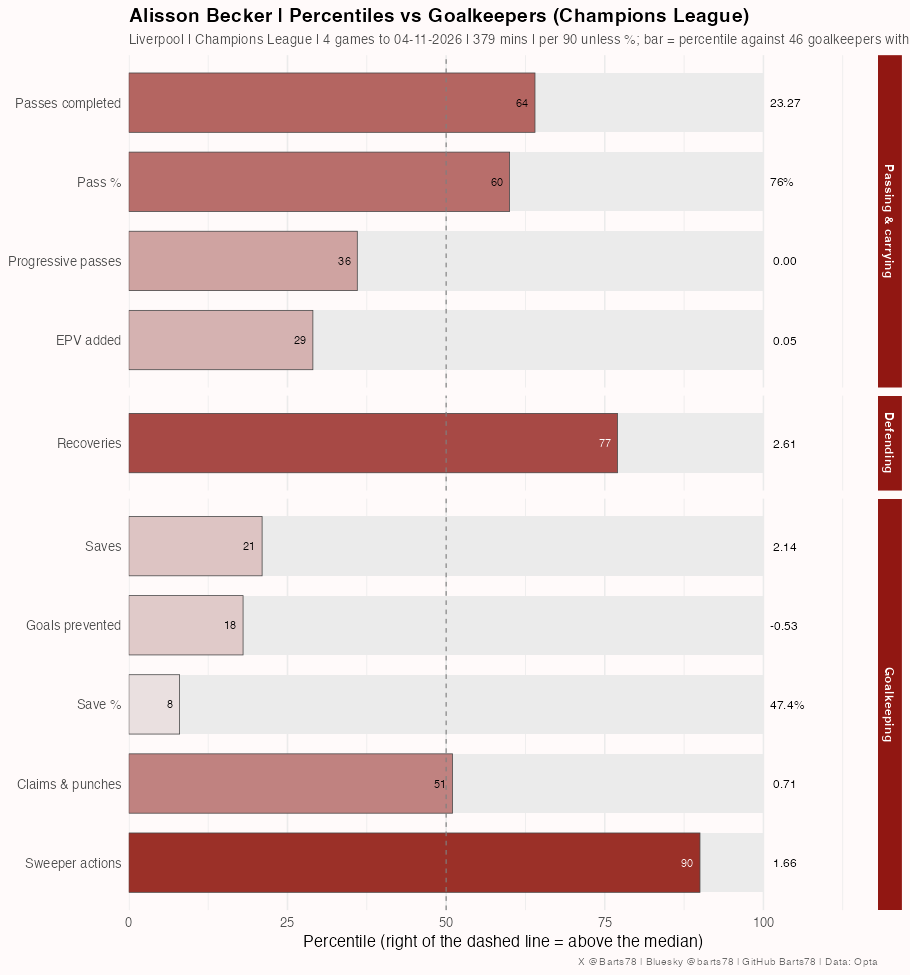 Alisson Becker | Percentiles vs Goalkeepers (Champions League)
Liverpool | Champions League | 4 games to 04-11-2026 | 379 mins | per 90 unless %; bar = percentile against 46 goalkeepers with
Passes completed 64 23.27
Pass % 60 76%
Progressive passes 36 0.00
EPV added 29 0.05
Passing & carrying
Recoveries 77 2.61
Defending
Saves 21 2.14
Goals prevented 18 -0.53
Save % 8 47.4%
Claims & punches 51 0.71
Sweeper actions 90 1.66
Goalkeeping
0 25 50 75 100
Percentile (right of the dashed line = above the median)
X @Barts78 | Bluesky @barts78 | GitHub Barts78 | Data: Opta